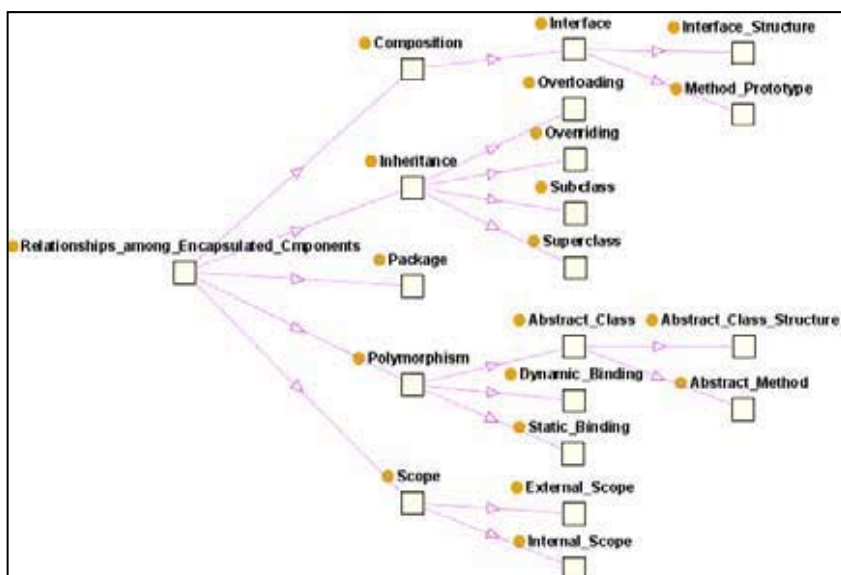 Interface
Interface_Structure
Composition
Overloading
Method_Prototype
Overriding
Inheritance
Subclass
Superclass
Relationships_among_Encapsulated_Cmponents
Package
Abstract_Class
Abstract_Class_Structure
Polymorphism
Dynamic_Binding
Abstract_Method
Static_Binding
Scope
External_Scope
Internal_Scope